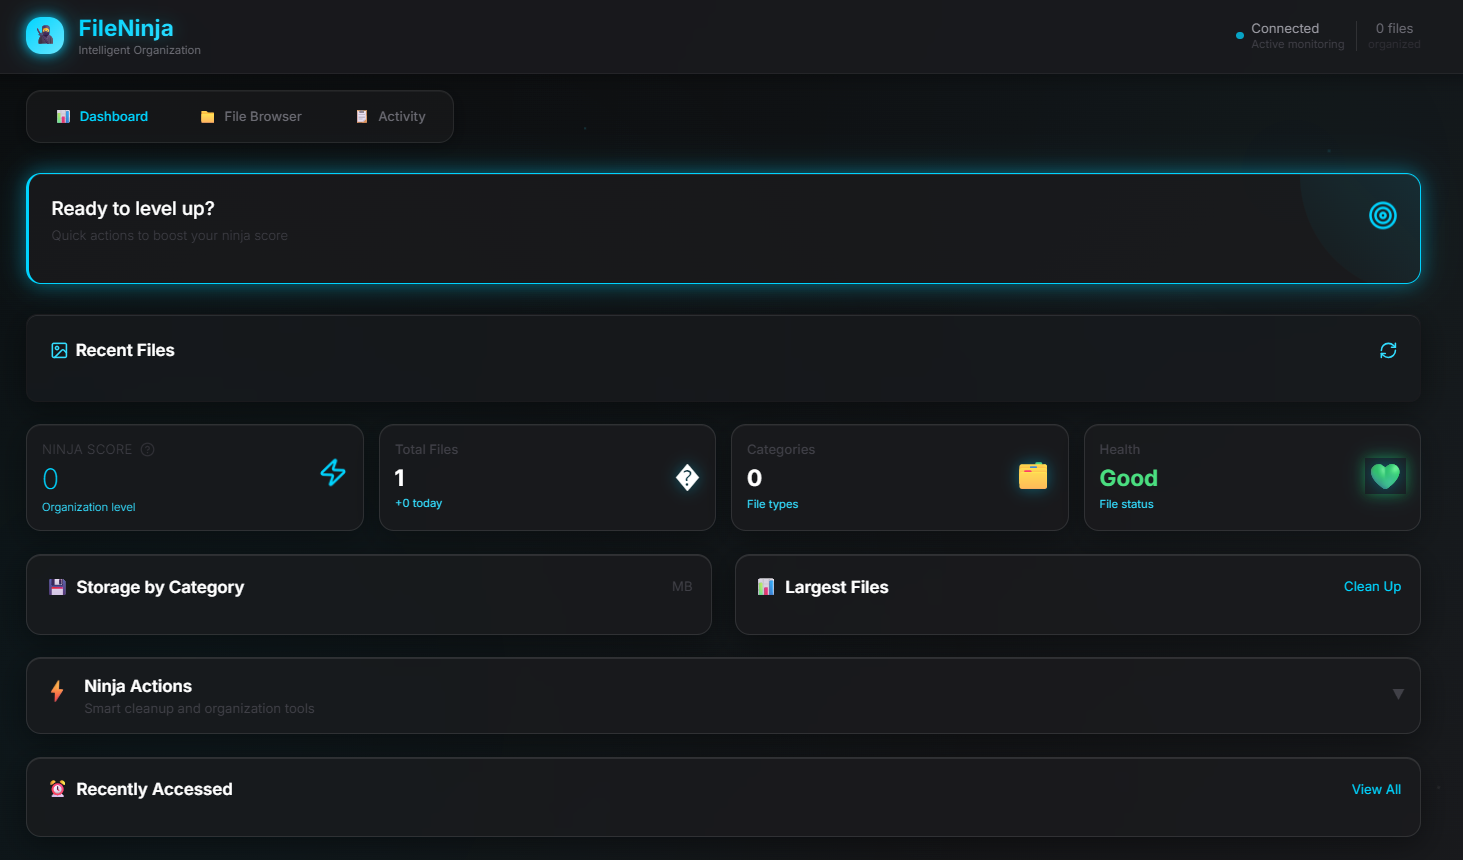 FileNinja
Intelligent Organization
Connected
Active monitoring
0 files
organized
Dashboard
File Browser
Activity
Ready to level up?
Quick actions to boost your ninja score
Recent Files
NINJA SCORE ?
0
Organization level
Total Files
1
+0 today
�
Categories
0
File types
Health
Good
File status
Storage by Category
MB
Largest Files
Clean Up
Ninja Actions
Smart cleanup and organization tools
▼
Recently Accessed
View All